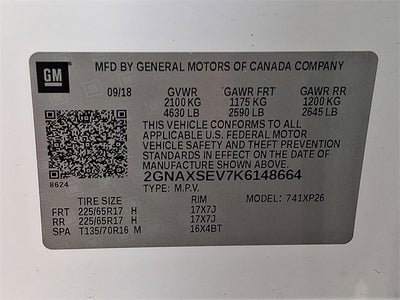 GM
MFD BY GENERAL MOTORS OF CANADA COMPANY
09/18 GVWR GAWR FRT GAWR RR
2100 KG 1175 KG 1200 KG
4630 LB 2590 LB 2645 LB
THIS VEHICLE CONFORMS TO ALL
APPLICABLE U.S. FEDERAL MOTOR
VEHICLE SAFETY AND THEFT PREVENTION
STANDARDS IN EFFECT ON THE DATE OF
MANUFACTURE SHOWN ABOVE.
2GNAXSEV7K6148664
8624
TYPE: M.P.V. MODEL: 741XP26
TIRE SIZE RIM
FRT 225/65R17 H 17X7J
RR 225/65R17 H 17X7J
SPA T135/70R16 M 16X4BT